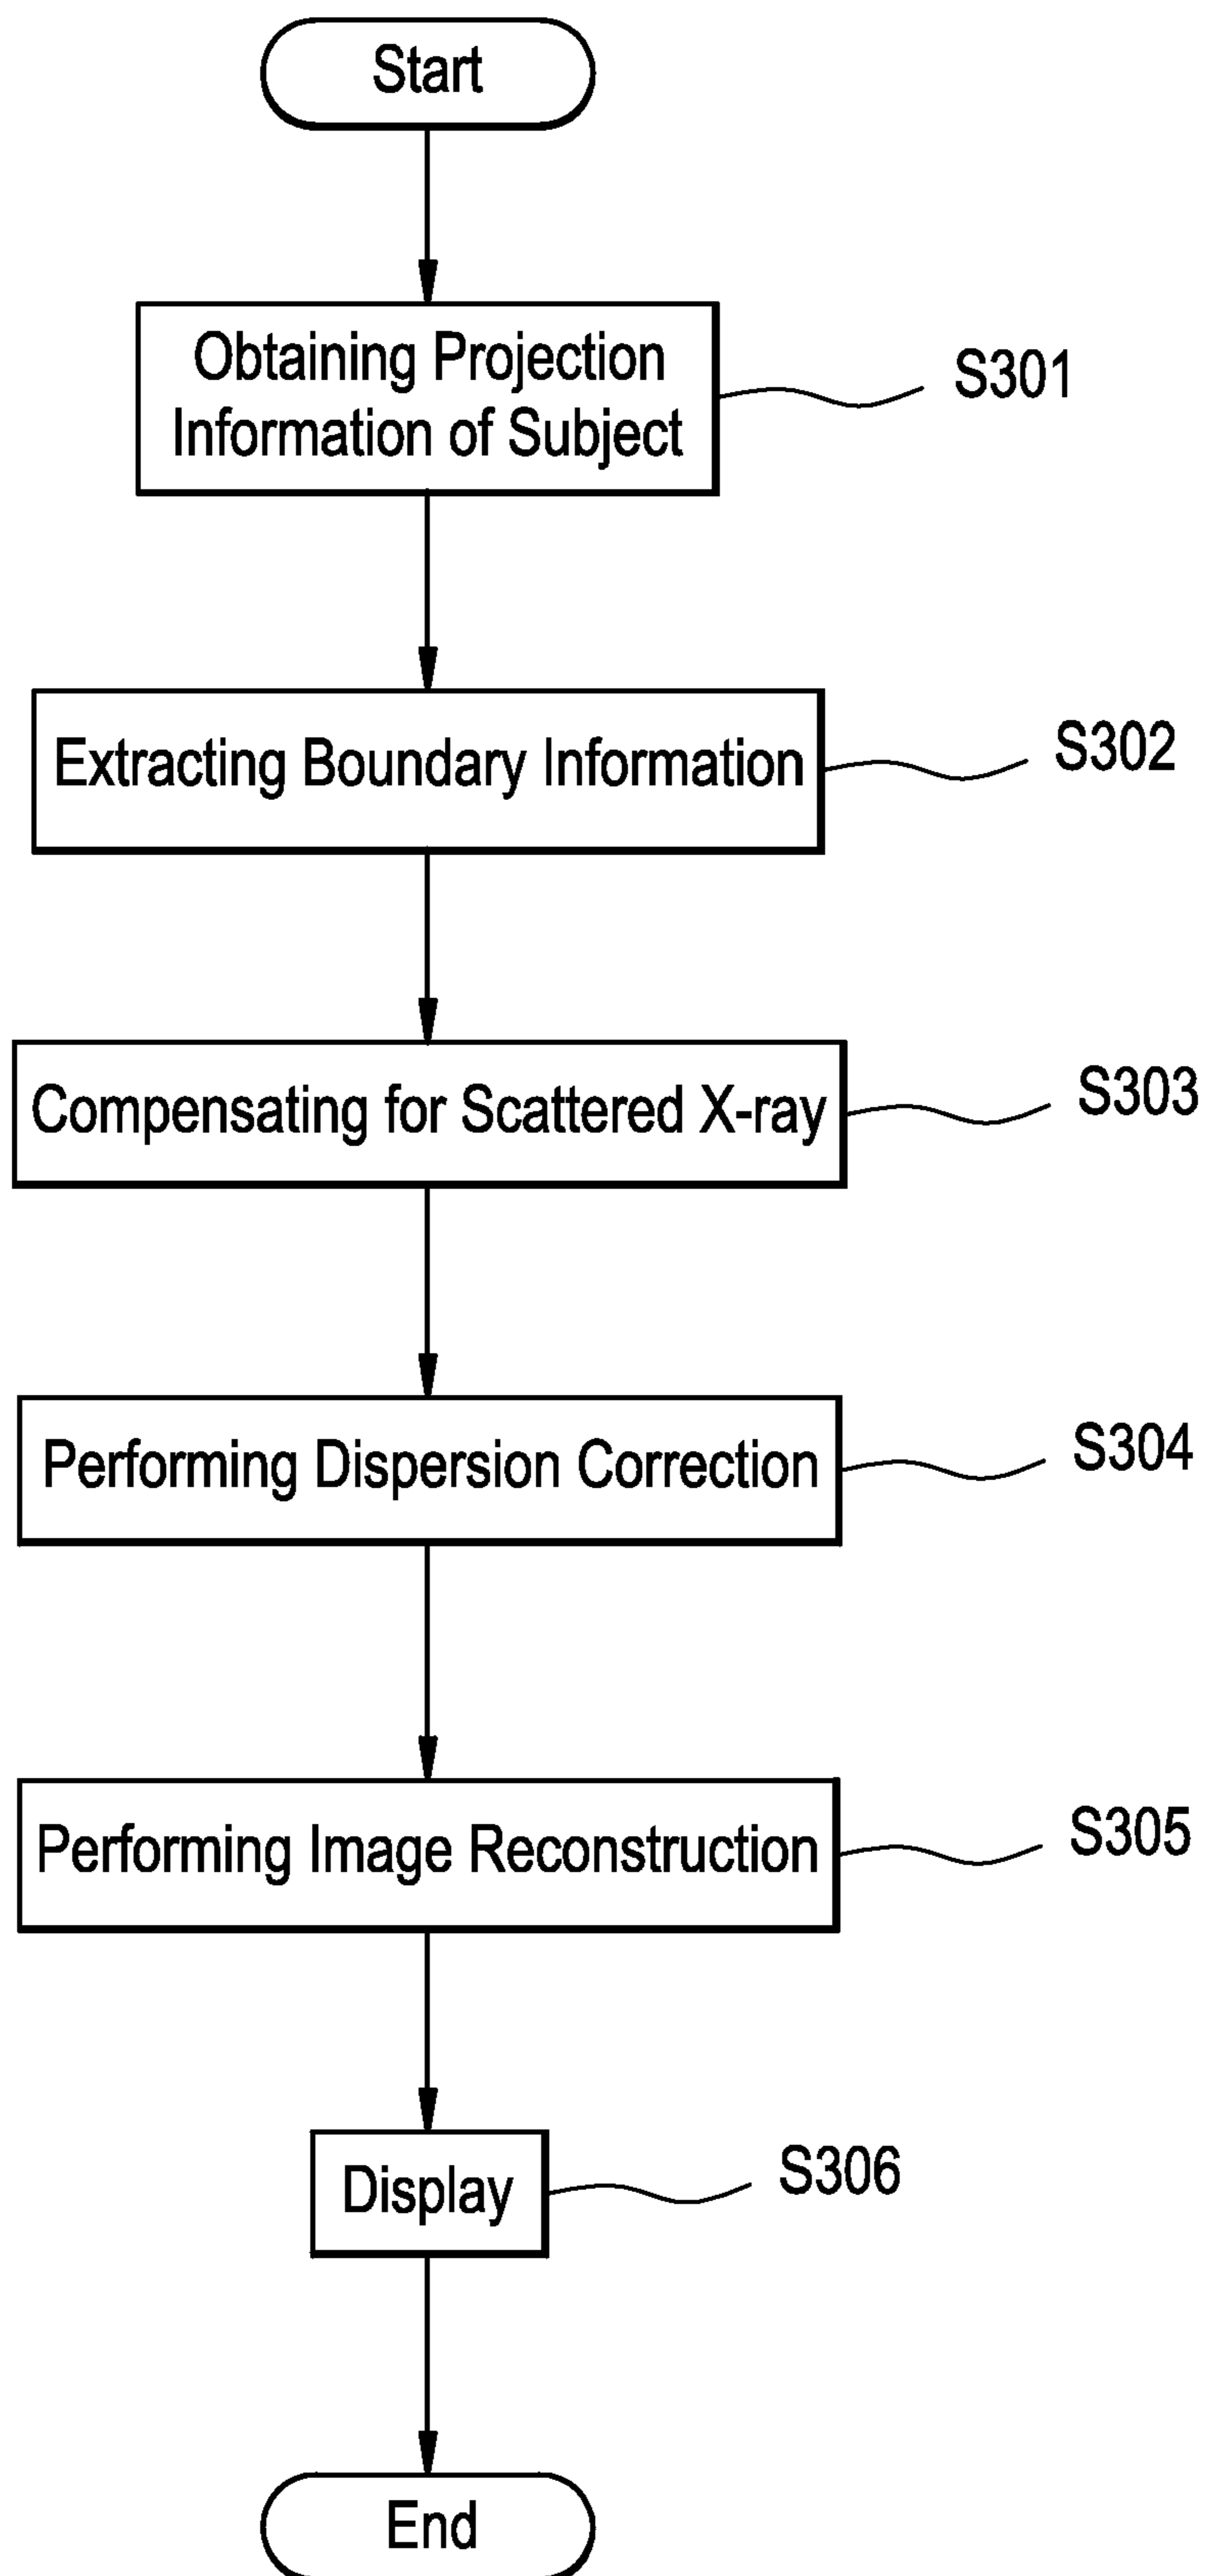 Start
Obtaining Projection
Information of Subject
S301
Extracting Boundary Information
S302
Compensating for Scattered X-ray
S303
Performing Dispersion Correction
S304
Performing Image Reconstruction
S305
Display
S306
End